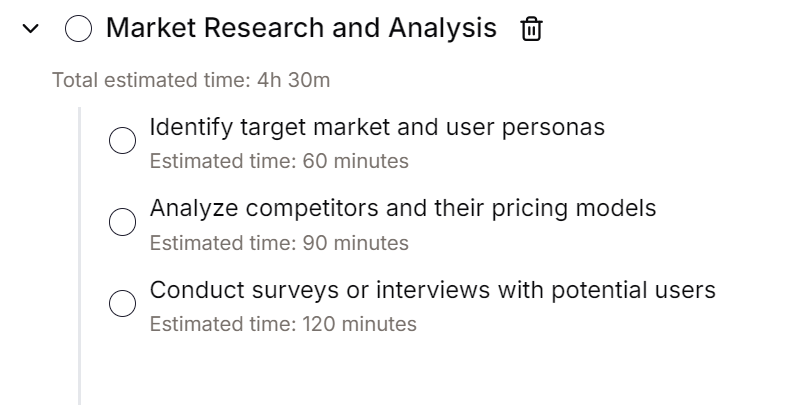 Market Research and Analysis
Total estimated time: 4h 30m
Identify target market and user personas
Estimated time: 60 minutes
Analyze competitors and their pricing models
Estimated time: 90 minutes
Conduct surveys or interviews with potential users
Estimated time: 120 minutes